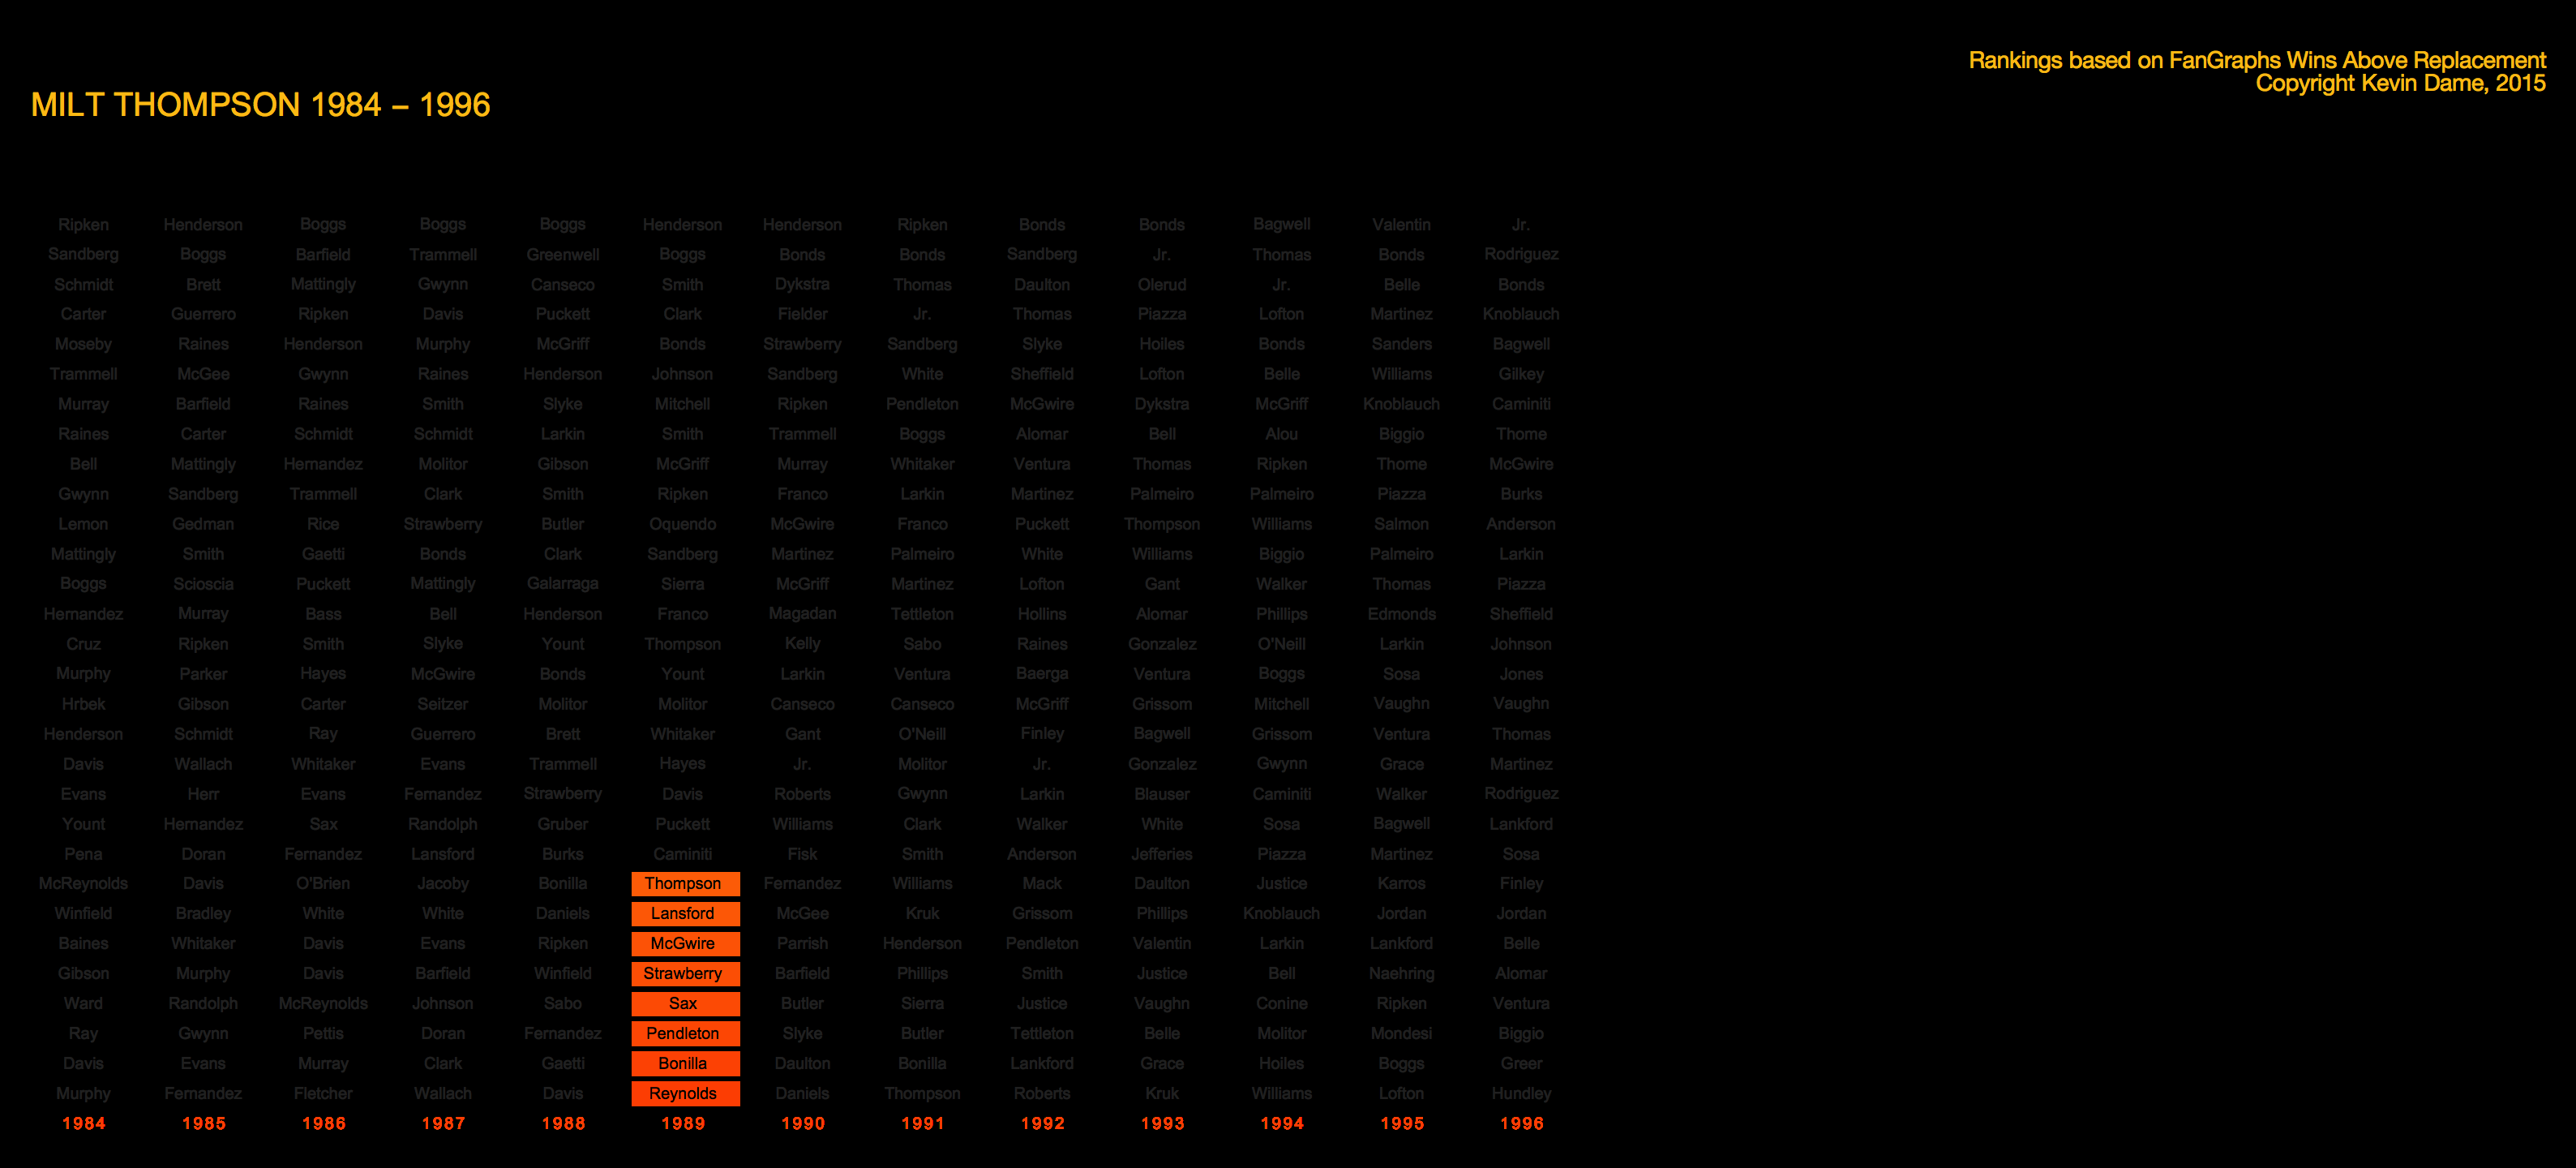 Rankings based on FanGraphs Wins Above Replacement
Copyright Kevin Dame, 2015
MILT THOMPSON 1984 – 1996
Ripken Henderson Boggs Boggs Boggs Henderson Henderson Ripken Bonds Bonds Bagwell Valentin Jr.
Sandberg Boggs Barfield Trammell Greenwell Boggs Bonds Bonds Sandberg Jr. Thomas Bonds Rodriguez
Schmidt Brett Mattingly Gwynn Canseco Smith Dykstra Thomas Daulton Olerud Jr. Belle Bonds
Carter Guerrero Ripken Davis Puckett Clark Fielder Jr. Thomas Piazza Lofton Martinez Knoblauch
Moseby Raines Henderson Murphy McGriff Bonds Strawberry Sandberg Slyke Hoiles Bonds Sanders Bagwell
Trammell McGee Gwynn Raines Henderson Johnson Sandberg White Sheffield Lofton Belle Williams Gilkey
Murray Barfield Raines Smith Slyke Mitchell Ripken Pendleton McGwire Dykstra McGriff Knoblauch Caminiti
Raines Carter Schmidt Schmidt Larkin Smith Trammell Boggs Alomar Bell Alou Biggio Thome
Bell Mattingly Hernandez Molitor Gibson McGriff Murray Whitaker Ventura Thomas Ripken Thome McGwire
Gwynn Sandberg Trammell Clark Smith Ripken Franco Larkin Martinez Palmeiro Palmeiro Piazza Burks
Lemon Gedman Rice Strawberry Butler Oquendo McGwire Franco Puckett Thompson Williams Salmon Anderson
Mattingly Smith Gaetti Bonds Clark Sandberg Martinez Palmeiro White Williams Biggio Palmeiro Larkin
Boggs Scioscia Puckett Mattingly Galarraga Sierra McGriff Martinez Lofton Gant Walker Thomas Piazza
Hernandez Murray Bass Bell Henderson Franco Magadan Tettleton Hollins Alomar Phillips Edmonds Sheffield
Cruz Ripken Smith Slyke Yount Thompson Kelly Sabo Raines Gonzalez O'Neill Larkin Johnson
Murphy Parker Hayes McGwire Bonds Yount Larkin Ventura Baerga Ventura Boggs Sosa Jones
Hrbek Gibson Carter Seitzer Molitor Molitor Canseco Canseco McGriff Grissom Mitchell Vaughn Vaughn
Henderson Schmidt Ray Guerrero Brett Whitaker Gant O'Neill Finley Bagwell Grissom Ventura Thomas
Davis Wallach Whitaker Evans Trammell Hayes Jr. Molitor Jr. Gonzalez Gwynn Grace Martinez
Evans Herr Evans Fernandez Strawberry Davis Roberts Gwynn Larkin Blauser Caminiti Walker Rodriguez
Yount Hernandez Sax Randolph Gruber Puckett Williams Clark Walker White Sosa Bagwell Lankford
Pena Doran Fernandez Lansford Burks Caminiti Fisk Smith Anderson Jefferies Piazza Martinez Sosa
McReynolds Davis O'Brien Jacoby Bonilla Thompson Fernandez Williams Mack Daulton Justice Karros Finley
Winfield Bradley White White Daniels Lansford McGee Kruk Grissom Phillips Knoblauch Jordan Jordan
Baines Whitaker Davis Evans Ripken McGwire Parrish Henderson Pendleton Valentin Larkin Lankford Belle
Gibson Murphy Davis Barfield Winfield Strawberry Barfield Phillips Smith Justice Bell Naehring Alomar
Ward Randolph McReynolds Johnson Sabo Sax Butler Sierra Justice Vaughn Conine Ripken Ventura
Ray Gwynn Pettis Doran Fernandez Pendleton Slyke Butler Tettleton Belle Molitor Mondesi Biggio
Davis Evans Murray Clark Gaetti Bonilla Daulton Bonilla Lankford Grace Hoiles Boggs Greer
Murphy Fernandez Fletcher Wallach Davis Reynolds Daniels Thompson Roberts Kruk Williams Lofton Hundley
1984 1985 1986 1987 1988 1989 1990 1991 1992 1993 1994 1995 1996